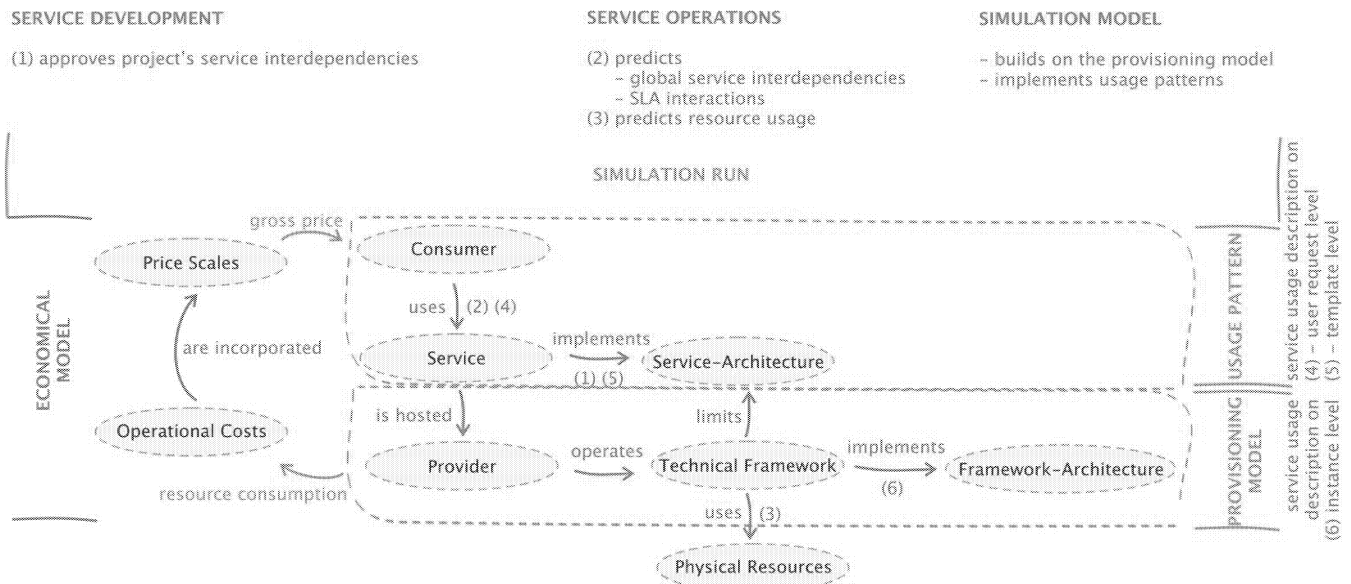 SERVICE DEVELOPMENT
(1) approves project's service interdependencies
SERVICE OPERATIONS
(2) predicts
– global service interdependencies
– SLA interactions
(3) predicts resource usage
SIMULATION MODEL
– builds on the provisioning model
– implements usage patterns
SIMULATION RUN
gross price
Price Scales
Consumer
uses
(2) (4)
implements
are incorporated
Service
Service-Architecture
(1) (5)
is hosted
limits
Operational Costs
operates
implements
Provider
Technical Framework
Framework-Architecture
(6)
resource consumption
uses
(3)
Physical Resources
ECONOMICAL
MODEL
USAGE PATTERN
service usage description on
(4) – user request level
(5) – template level
PROVISIONING
MODEL
service usage
description on
(6) instance level